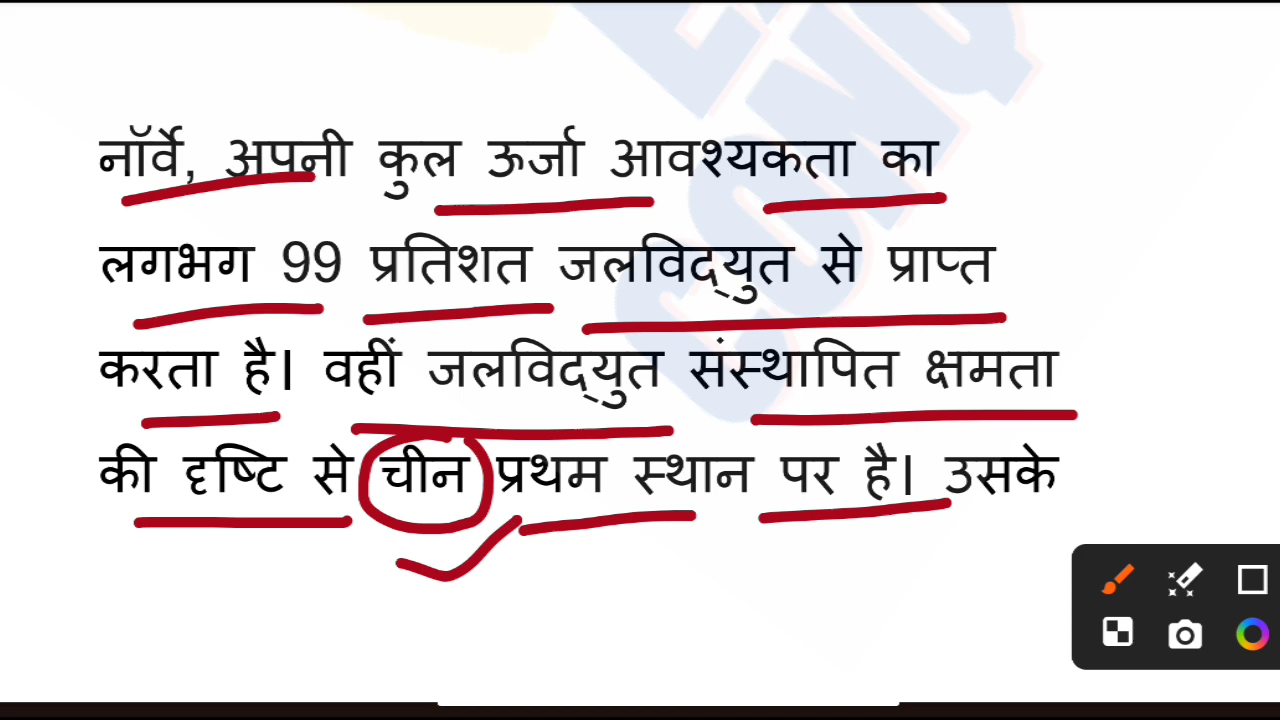 नॉर्वे, अपनी कुल ऊर्जा आवश्यकता का
लगभग 99 प्रतिशत जलविद्युत से प्राप्त
करता है। वहीं जलविद्युत संस्थापित क्षमता
की दृष्टि से चीन प्रथम स्थान पर है। उसके